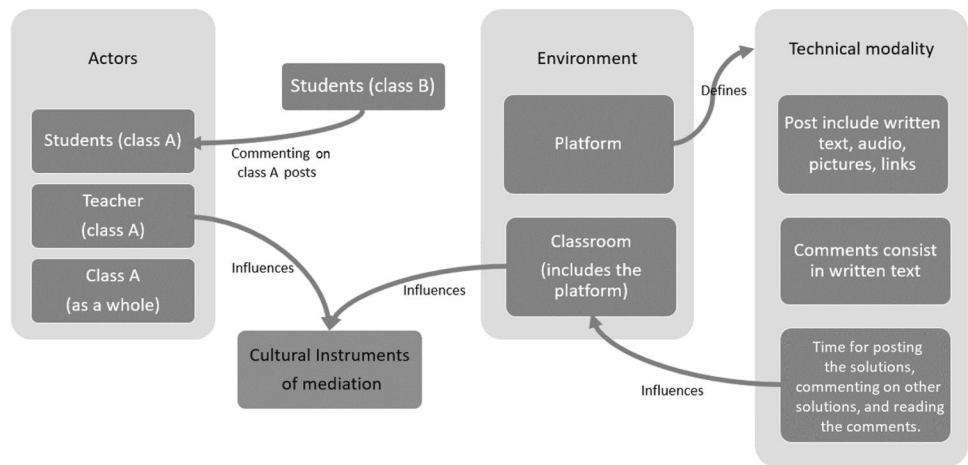 Actors
Students (class A)
Teacher
(class A)
Class A
(as a whole)
Students (class B)
Commenting on
class A posts
Influences
Cultural Instruments
of mediation
Influences
Environment
Platform
Classroom
(includes the
platform)
Defines
Influences
Technical modality
Post include written
text, audio,
pictures, links
Comments consist
in written text
Time for posting
the solutions,
commenting on other
solutions, and reading
the comments.